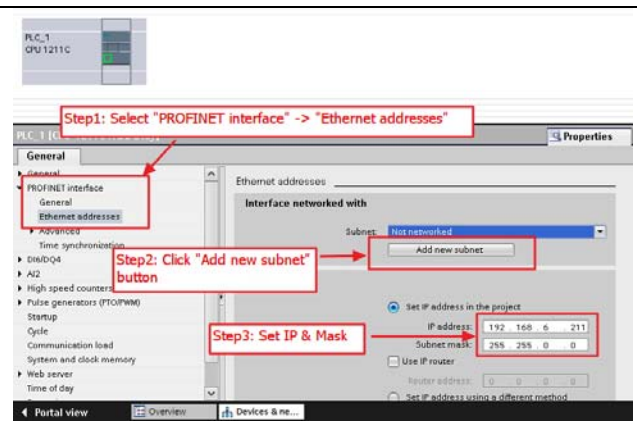 PLC_1
CPU 1211C
Step1: Select "PROFINET interface" -> "Ethernet addresses"
Properties
General
General
PROFINET interface
General
Ethernet addresses
Advanced
Time synchronization
DI6/DQ4
AI2
High speed counters
Pulse generators (PTO/PWM)
Startup
Cycle
Communication load
System and clock memory
Web server
Time of day
Ethernet addresses
Interface networked with
Subnet: Not networked
Add new subnet
Step2: Click "Add new subnet"
button
Set IP address in the project
IP address: 192 . 168 . 6 . 211
Subnet mask: 255 . 255 . 0 . 0
Step3: Set IP & Mask
Use IP router
Router address: 0 . 0 . 0 . 0
Set IP address using a different method
Portal view
Overview
Devices & ne...